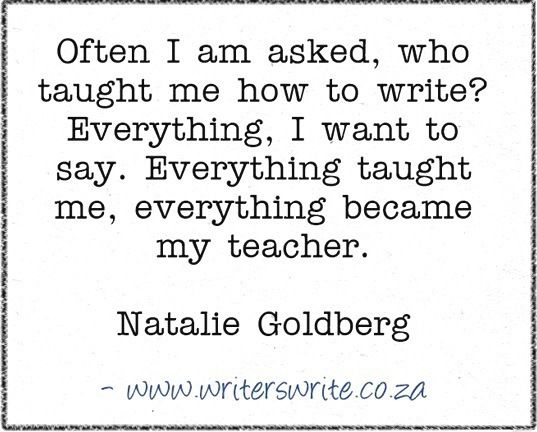 Often I am asked, who
taught me how to write?
Everything, I want to
say. Everything taught
me, everything became
my teacher.
Natalie Goldberg
- www.writerswrite.co.za